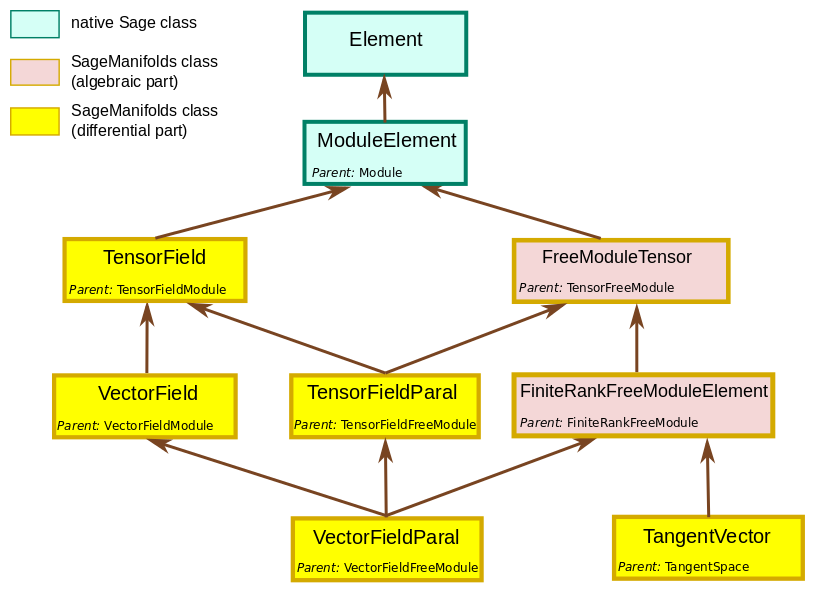 native Sage class
SageManifolds class
(algebraic part)
SageManifolds class
(differential part)
Element
ModuleElement
Parent: Module
TensorField
Parent: TensorFieldModule
FreeModuleTensor
Parent: TensorFreeModule
VectorField
Parent: VectorFieldModule
TensorFieldParal
Parent: TensorFieldFreeModule
FiniteRankFreeModuleElement
Parent: FiniteRankFreeModule
VectorFieldParal
Parent: VectorFieldFreeModule
TangentVector
Parent: TangentSpace